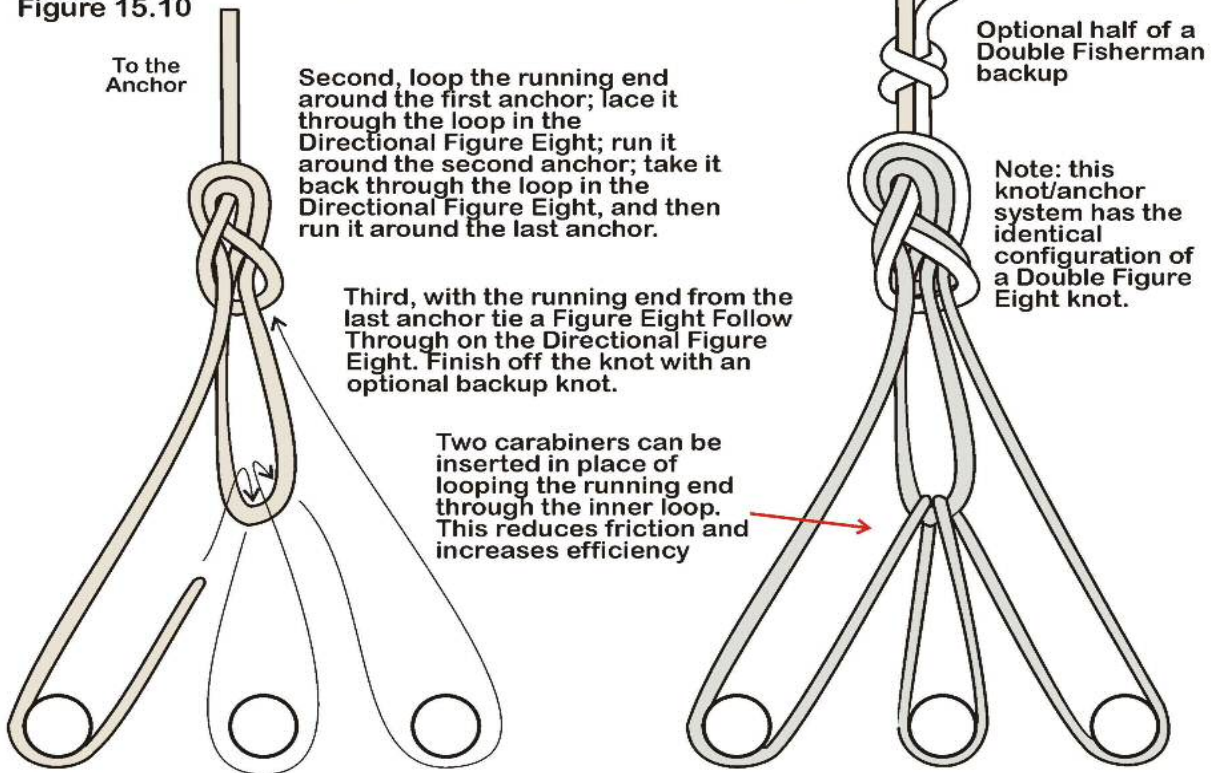 Figure 15.10
To the
Anchor
Second, loop the running end
around the first anchor; lace it
through the loop in the
Directional Figure Eight; run it
around the second anchor; take it
back through the loop in the
Directional Figure Eight, and then
run it around the last anchor.
Third, with the running end from the
last anchor tie a Figure Eight Follow
Through on the Directional Figure
Eight. Finish off the knot with an
optional backup knot.
Two carabiners can be
inserted in place of
looping the running end
through the inner loop.
This reduces friction and
increases efficiency
Optional half of a
Double Fisherman
backup
Note: this
knot/anchor
system has the
identical
configuration of
a Double Figure
Eight knot.